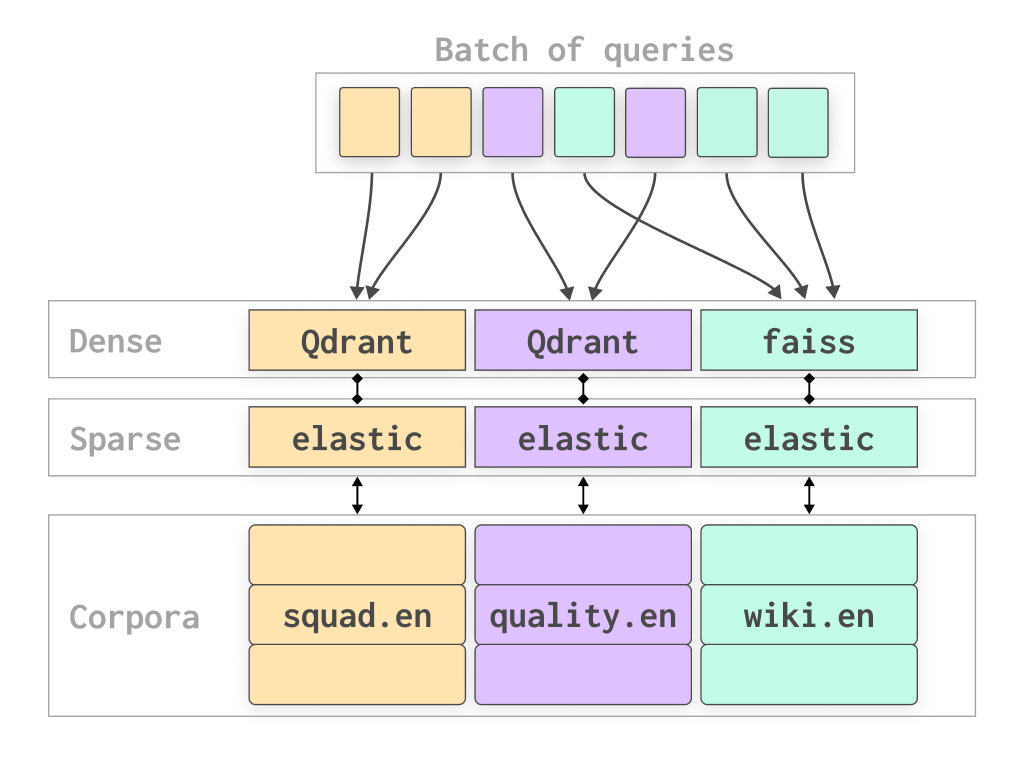 Batch of queries
Dense
Qdrant
Qdrant
faiss
Sparse
elastic
elastic
elastic
Corpora
squad.en
quality.en
wiki.en